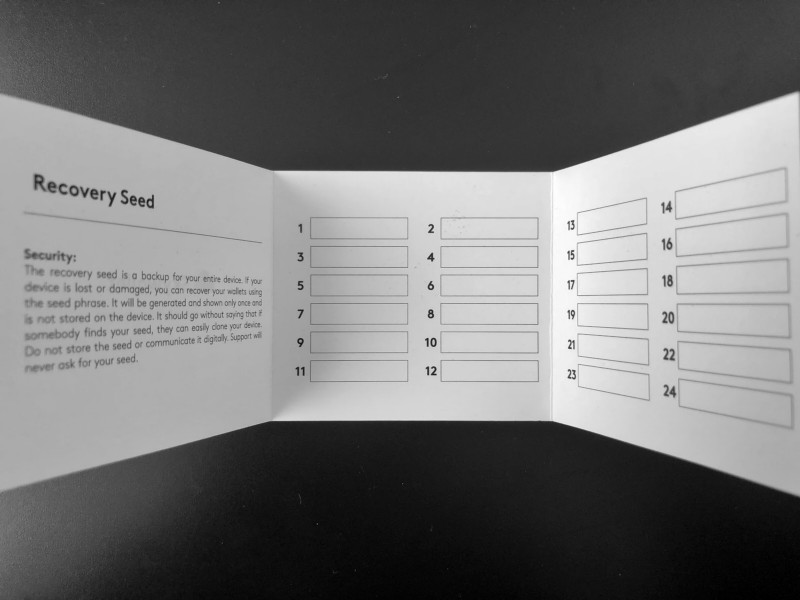 Recovery Seed
Security:
The recovery seed is a backup for your entire device. If your
device is lost or damaged, you can recover your wallets using
the seed phrase. It will be generated and shown only once and
is not stored on the device. It should go without saying that if
somebody finds your seed, they can easily clone your device.
Do not store the seed or communicate it digitally. Support will
never ask for your seed.
1 2
3 4
5 6
7 8
9 10
11 12
13 14
15 16
17 18
19 20
21 22
23 24